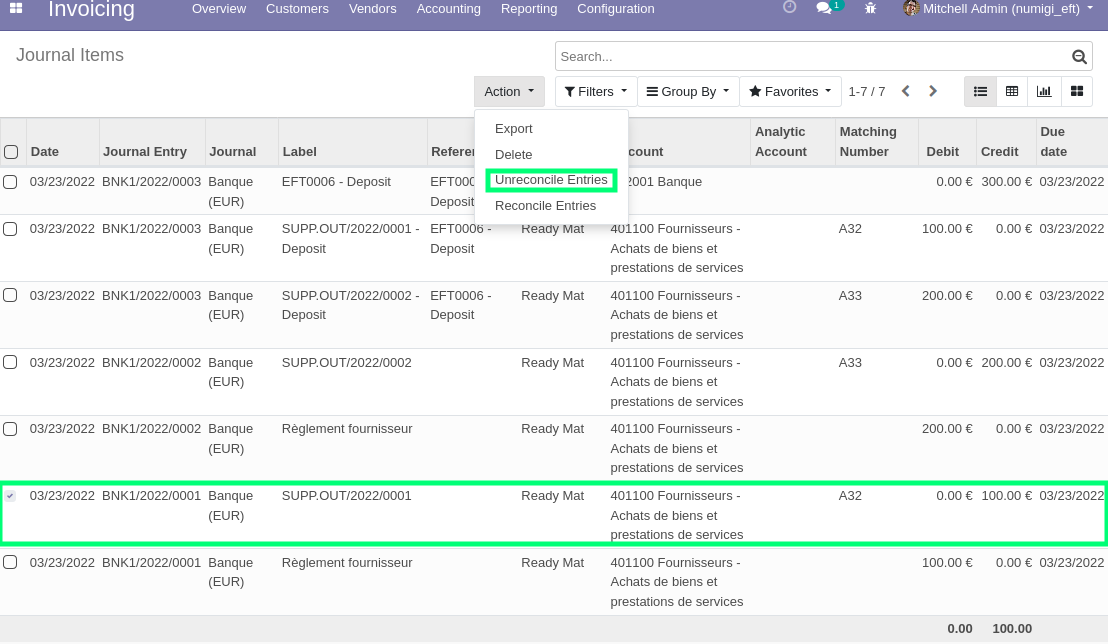 Invoicing Overview Customers Vendors Accounting Reporting Configuration 1 Mitchell Admin (numigi_eft)
Journal Items Search...
Action Filters Group By Favorites 1-7 / 7
Export
Delete
Unreconcile Entries
Reconcile Entries
Date Journal Entry Journal Label Analytic Account Matching Number Debit Credit Due date
03/23/2022 BNK1/2022/0003 Banque EFT0006 - Deposit Banque 0.00 € 300.00 € 03/23/2022
(EUR) Deposit
03/23/2022 BNK1/2022/0003 Banque SUPP.OUT/2022/0001 - EFT0006 - Ready Mat 401100 Fournisseurs - A32 100.00 € 0.00 € 03/23/2022
(EUR) Deposit Deposit Achats de biens et
prestations de services
03/23/2022 BNK1/2022/0003 Banque SUPP.OUT/2022/0002 - EFT0006 - Ready Mat 401100 Fournisseurs - A33 200.00 € 0.00 € 03/23/2022
(EUR) Deposit Deposit Achats de biens et
prestations de services
03/23/2022 BNK1/2022/0002 Banque SUPP.OUT/2022/0002 Ready Mat 401100 Fournisseurs - A33 0.00 € 200.00 € 03/23/2022
(EUR) Achats de biens et
prestations de services
03/23/2022 BNK1/2022/0002 Banque Règlement fournisseur Ready Mat 401100 Fournisseurs - 200.00 € 0.00 € 03/23/2022
(EUR) Achats de biens et
prestations de services
03/23/2022 BNK1/2022/0001 Banque SUPP.OUT/2022/0001 Ready Mat 401100 Fournisseurs - A32 0.00 € 100.00 € 03/23/2022
(EUR) Achats de biens et
prestations de services
03/23/2022 BNK1/2022/0001 Banque Règlement fournisseur Ready Mat 401100 Fournisseurs - 100.00 € 0.00 € 03/23/2022
(EUR) Achats de biens et
prestations de services
0.00 100.00